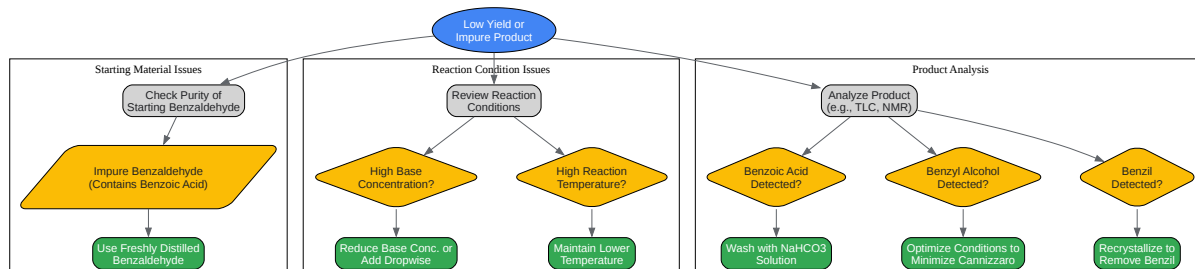 Low Yield or
Impure Product
Starting Material Issues
Check Purity of
Starting Benzaldehyde
Impure Benzaldehyde
(Contains Benzoic Acid)
Use Freshly Distilled
Benzaldehyde
Reaction Condition Issues
Review Reaction
Conditions
High Base
Concentration?
High Reaction
Temperature?
Reduce Base Conc. or
Add Dropwise
Maintain Lower
Temperature
Product Analysis
Analyze Product
(e.g., TLC, NMR)
Benzoic Acid
Detected?
Benzyl Alcohol
Detected?
Benzil
Detected?
Wash with NaHCO3
Solution
Optimize Conditions to
Minimize Cannizzaro
Recrystallize to
Remove Benzil